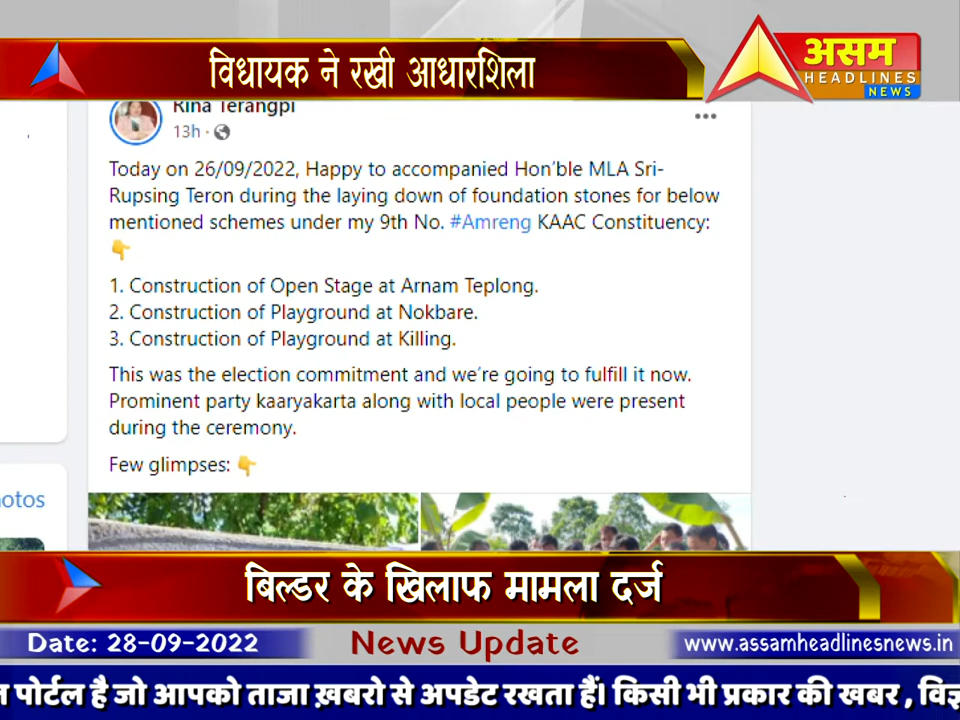 विधायक ने रखी आधारशिला
असम
HEADLINES
NEWS
Rina Terangpi
13h ·
Today on 26/09/2022, Happy to accompanied Hon'ble MLA Sri-
Rupsing Teron during the laying down of foundation stones for below
mentioned schemes under my 9th No. #Amreng KAAC Constituency:
👇
1. Construction of Open Stage at Arnam Teplong.
2. Construction of Playground at Nokbare.
3. Construction of Playground at Killing.
This was the election commitment and we're going to fulfill it now.
Prominent party kaaryakarta along with local people were present
during the ceremony.
Few glimpses: 👇
otos
बिल्डर के खिलाफ मामला दर्ज
Date: 28-09-2022
News Update
www.assamheadlinesnews.in
पोर्टल है जो आपको ताजा ख़बरो से अपडेट रखता हैं। किसी भी प्रकार की खबर ,